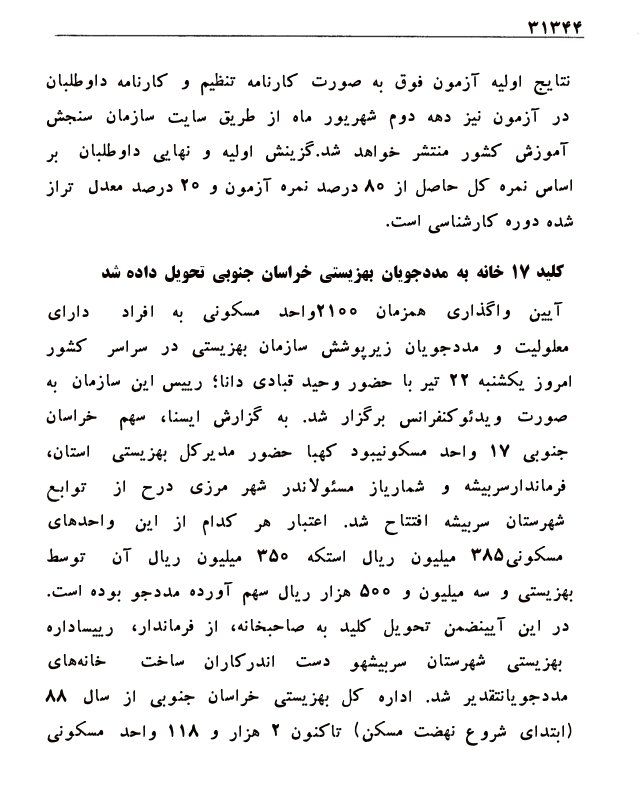 ۳۱۳۴۴
نتایج اولیه آزمون فوق به صورت کارنامه تنظیم و کارنامه داوطلبان
در آزمون نیز دهه دوم شهریور ماه از طریق سایت سازمان سنجش
آموزش کشور منتشر خواهد شد.گزینش اولیه و نهایی داوطلبان بر
اساس نمره کل حاصل از ۸۰ درصد نمره آزمون و ۲۰ درصد معدل تراز
شده دوره کارشناسی است.
کلید ۱۷ خانه به مددجویان بهزیستی خراسان جنوبی تحویل داده شد
آیین واگذاری همزمان ۲۱۰۰واحد مسکونی به افراد دارای
معلولیت و مددجویان زیرپوشش سازمان بهزیستی در سراسر کشور
امروز یکشنبه ۲۲ تیر با حضور وحید قبادی دانا؛ رییس این سازمان به
صورت ویدئوکنفرانس برگزار شد. به گزارش ایسنا، سهم خراسان
جنوبی ۱۷ واحد مسکونیبود کهبا حضور مدیرکل بهزیستی استان،
فرماندارسربیشه و شماریاز مسئولاندر شهر مرزی درح از توابع
شهرستان سربیشه افتتاح شد. اعتبار هر کدام از این واحدهای
مسکونی۳۸۵ میلیون ریال استکه ۳۵۰ میلیون ریال آن توسط
بهزیستی و سه میلیون و ۵۰۰ هزار ریال سهم آورده مددجو بوده است.
در این آیینضمن تحویل کلید به صاحبخانه، از فرماندار، رییساداره
بهزیستی شهرستان سربیشهو دست اندرکاران ساخت خانه‌های
مددجویانتقدیر شد. اداره کل بهزیستی خراسان جنوبی از سال ۸۸
(ابتدای شروع نهضت مسکن) تاکنون ۲ هزار و ۱۱۸ واحد مسکونی